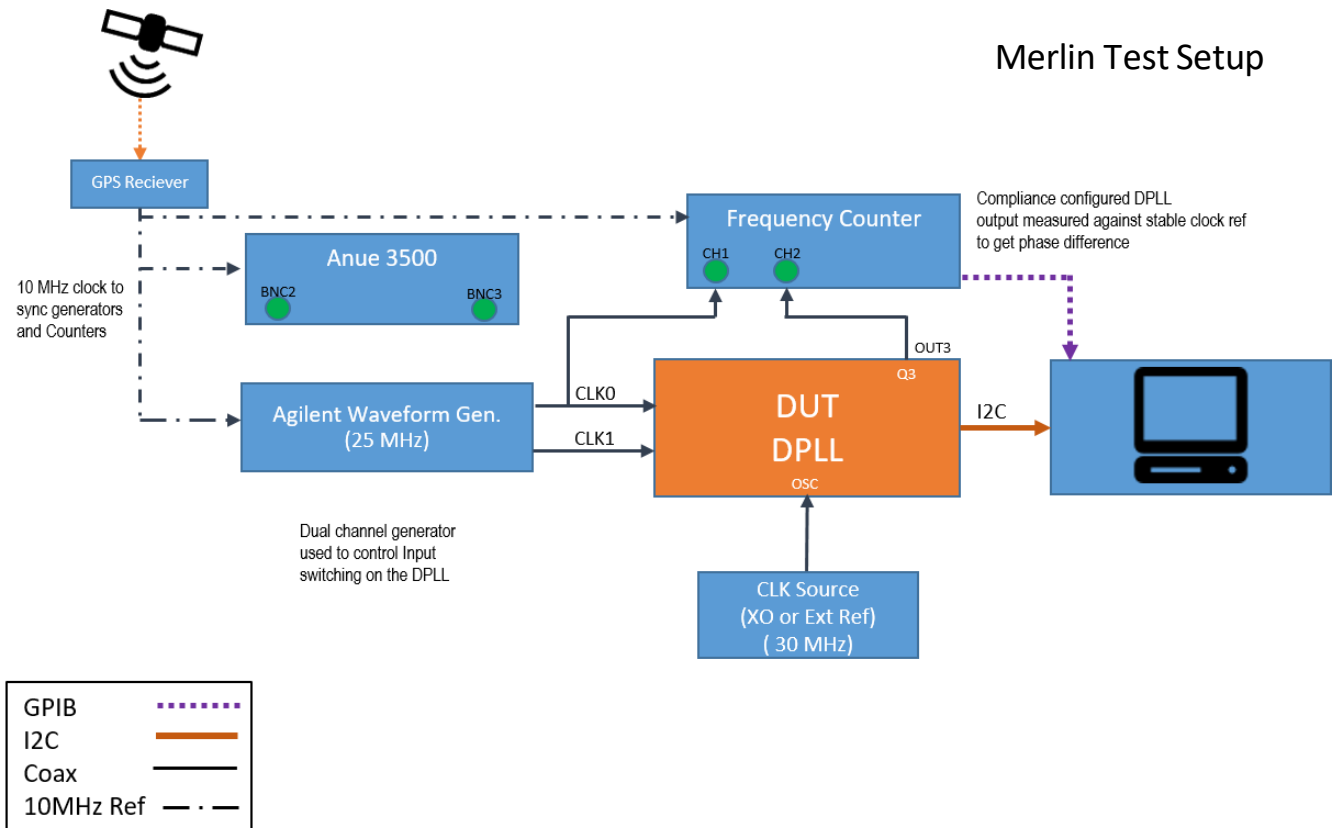 Merlin Test Setup
GPS Reciever
Frequency Counter
CH1
CH2
Compliance configured DPLL
output measured against stable clock ref
to get phase difference
Anue 3500
BNC2
BNC3
10 MHz clock to
sync generators
and Counters
OUT3
Q3
Agilent Waveform Gen.
(25 MHz)
CLK0
CLK1
DUT
DPLL
OSC
I2C
Dual channel generator
used to control Input
switching on the DPLL
CLK Source
(XO or Ext Ref)
( 30 MHz)
GPIB
I2C
Coax
10MHz Ref